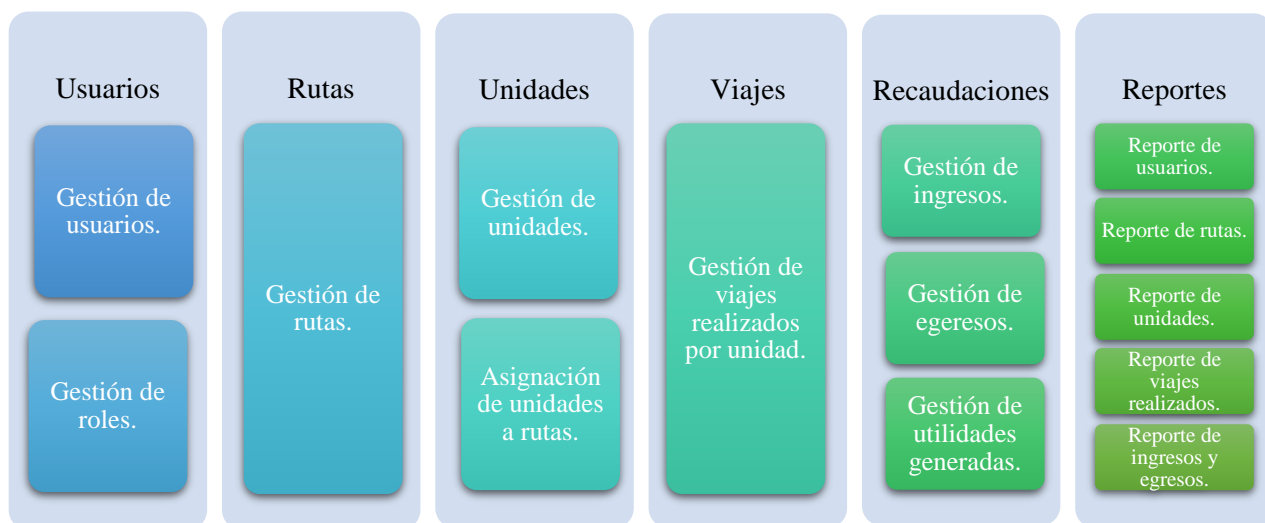 Usuarios
Gestión de
usuarios.
Gestión de
roles.
Rutas
Gestión de
rutas.
Unidades
Gestión de
unidades.
Asignación
de unidades
a rutas.
Viajes
Gestión de
viajes
realizados
por unidad.
Recaudaciones
Gestión de
ingresos.
Gestión de
egeresos.
Gestión de
utilidades
generadas.
Reportes
Reporte de
usuarios.
Reporte de rutas.
Reporte de
unidades.
Reporte de
viajes
realizados.
Reporte de
ingresos y
egresos.